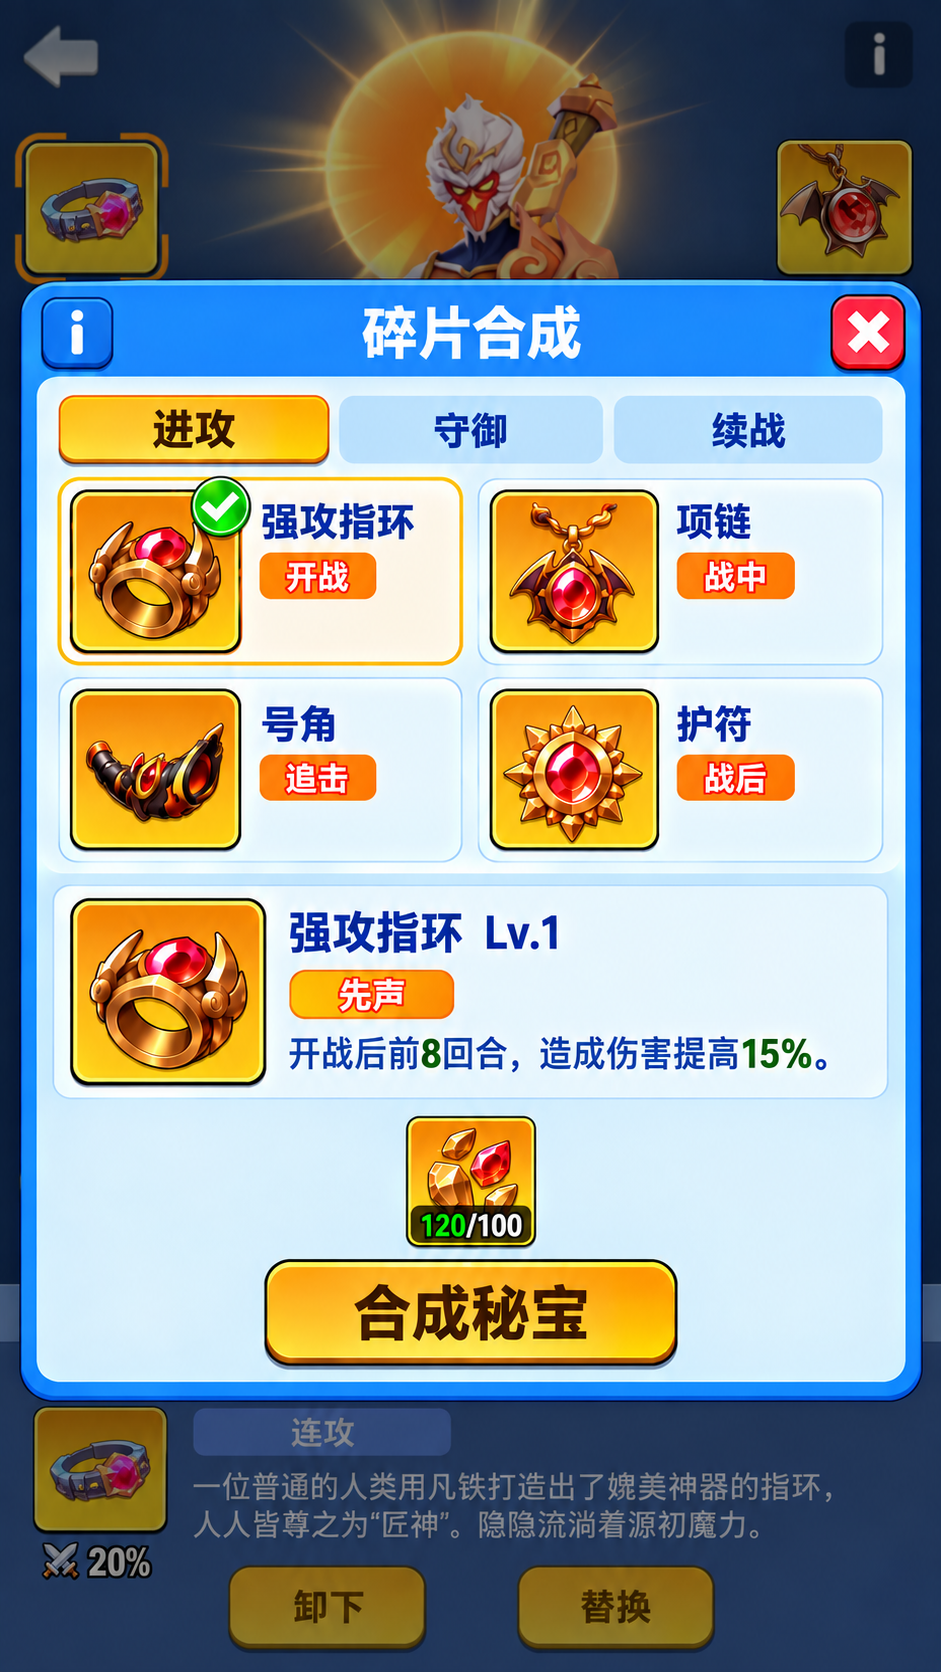 碎片合成
进攻
守御
续战
强攻指环
开战
项链
战中
号角
追击
护符
战后
强攻指环 Lv.1
先声
开战后前8回合，造成伤害提高15%。
120/100
合成秘宝
连攻
一位普通的人类用凡铁打造出了媲美神器的指环，
人人皆尊之为“匠神”。隐隐流淌着源初魔力。
20%
卸下
替换